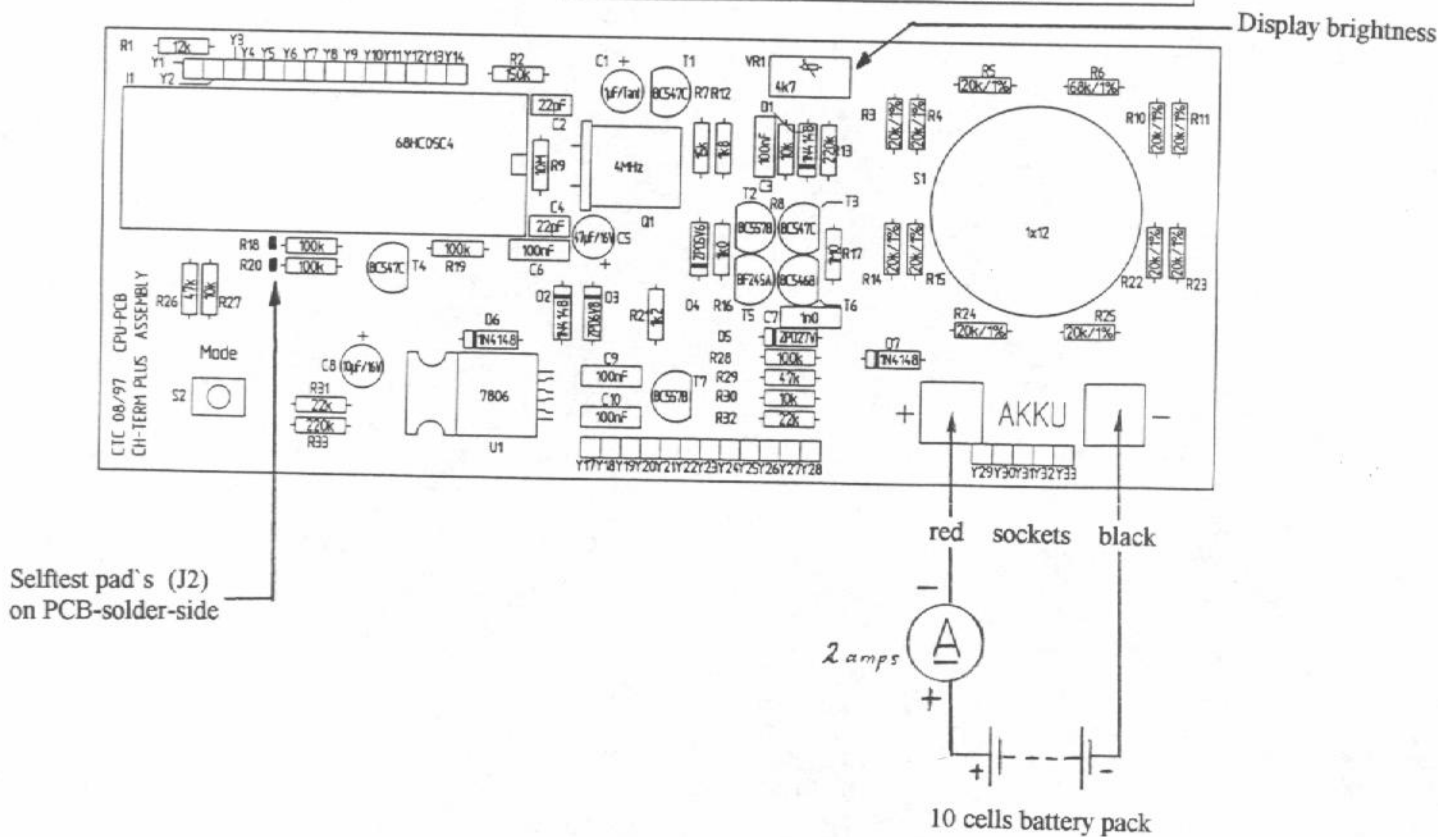 Display brightness
R1 12k
Y3
Y4 Y5 Y6 Y7 Y8 Y9 Y10 Y11 Y12 Y13 Y14
Y1
Y2
I1
R2
150k
C1 +
1µF/Tant
T1
BC547C
R7 R12
VR1
4k7
R5
20k/1%
R6
68k/1%
R3
20k/1%
20k/1%
R4
R10
20k/1%
20k/1%
R11
68HC05C4
22pF
C2
10M
R9
4MHz
Q1
15k
1k8
D1
100nF
C3
10k
1N4148
220k
R13
S1
1x12
C4
22pF
47µF/16V
C5
+
100nF
C6
T2
BC557B
R8
BC547C
T3
ZPD5V6
1k0
BF245A
BC546B
1M0
R17
R18 100k
R20 100k
BC547C
T4
100k
R19
R14
20k/1%
20k/1%
R15
R22
20k/1%
20k/1%
R23
R26
47k
10k
R27
D2
1N4148
ZPD6V8
D3
1k2
D4
R16
T5
T6
C7
1n0
R24
20k/1%
R25
20k/1%
Mode
S2
+
C8
10µF/16V
D6
1N4148
7806
U1
D5 ZPD27V
R28 100k
R29 47k
R30 10k
R32 22k
D7
1N4148
R31
22k
220k
R33
C9
100nF
C10
100nF
T7
BC557B
+ AKKU -
CTC 08/97 CPU-PCB
CH-TERM PLUS ASSEMBLY
Y17 Y18 Y19 Y20 Y21 Y22 Y23 Y24 Y25 Y26 Y27 Y28
Y29 Y30 Y31 Y32 Y33
red sockets black
Selftest pad`s (J2)
on PCB-solder-side
-
2 amps
A
+
+ -
10 cells battery pack